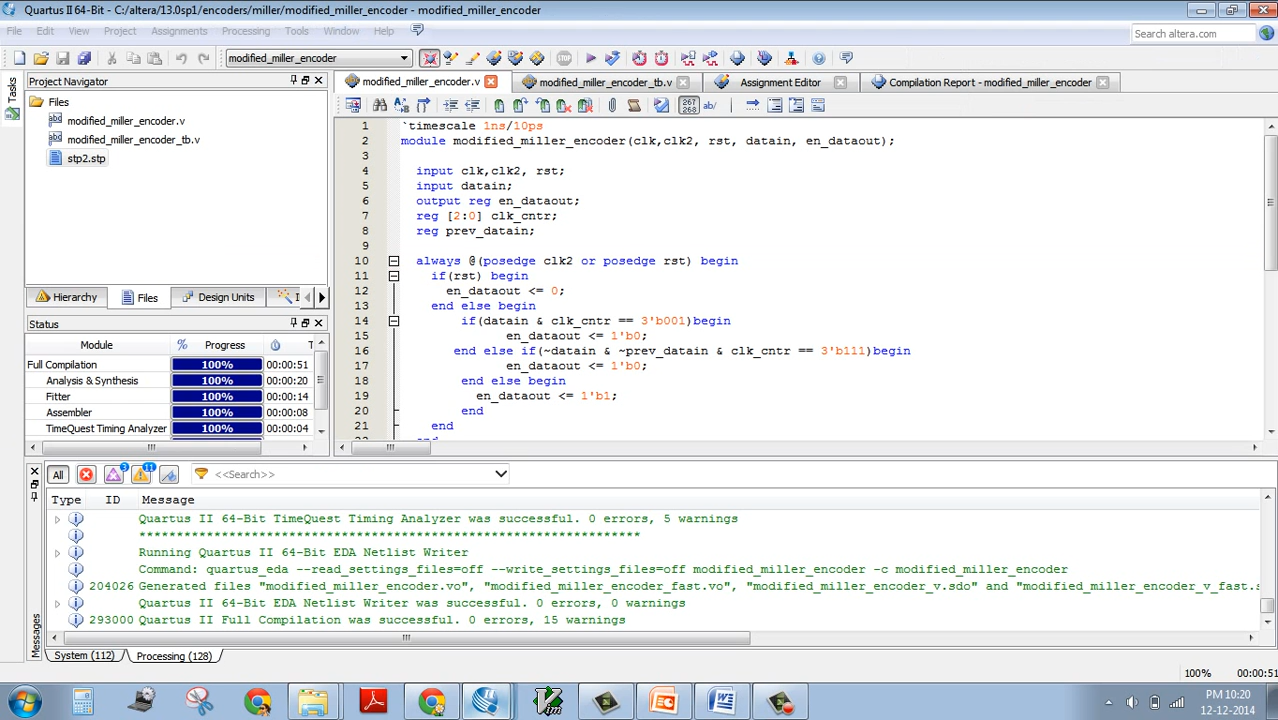 Quartus II 64-Bit - C:/altera/13.0sp1/encoders/miller/modified_miller_encoder - modified_miller_encoder
File Edit View Project Assignments Processing Tools Window Help
Search altera.com
modified_miller_encoder
Tasks
Project Navigator
Files
modified_miller_encoder.v
modified_miller_encoder_tb.v
stp2.stp
Hierarchy Files Design Units I
Status
Module % Progress T
Full Compilation 100% 00:00:51
Analysis & Synthesis 100% 00:00:20
Fitter 100% 00:00:14
Assembler 100% 00:00:08
TimeQuest Timing Analyzer 100% 00:00:04
modified_miller_encoder.v modified_miller_encoder_tb.v Assignment Editor Compilation Report - modified_miller_encoder
267 268 ab/
1 `timescale 1ns/10ps
2 module modified_miller_encoder(clk,clk2, rst, datain, en_dataout);
3
4 input clk,clk2, rst;
5 input datain;
6 output reg en_dataout;
7 reg [2:0] clk_cntr;
8 reg prev_datain;
9
10 always @(posedge clk2 or posedge rst) begin
11 if(rst) begin
12 en_dataout <= 0;
13 end else begin
14 if(datain & clk_cntr == 3'b001)begin
15 en_dataout <= 1'b0;
16 end else if(~datain & ~prev_datain & clk_cntr == 3'b111)begin
17 en_dataout <= 1'b0;
18 end else begin
19 en_dataout <= 1'b1;
20 end
21 end
22 end
Messages
All 3 11 <<Search>>
Type ID Message
Quartus II 64-Bit TimeQuest Timing Analyzer was successful. 0 errors, 5 warnings
*******************************************************************
Running Quartus II 64-Bit EDA Netlist Writer
Command: quartus_eda --read_settings_files=off --write_settings_files=off modified_miller_encoder -c modified_miller_encoder
204026 Generated files "modified_miller_encoder.vo", "modified_miller_encoder_fast.vo", "modified_miller_encoder_v.sdo" and "modified_miller_encoder_v_fast.s
Quartus II 64-Bit EDA Netlist Writer was successful. 0 errors, 0 warnings
293000 Quartus II Full Compilation was successful. 0 errors, 15 warnings
System (112) Processing (128)
100% 00:00:51
PM 10:20
12-12-2014